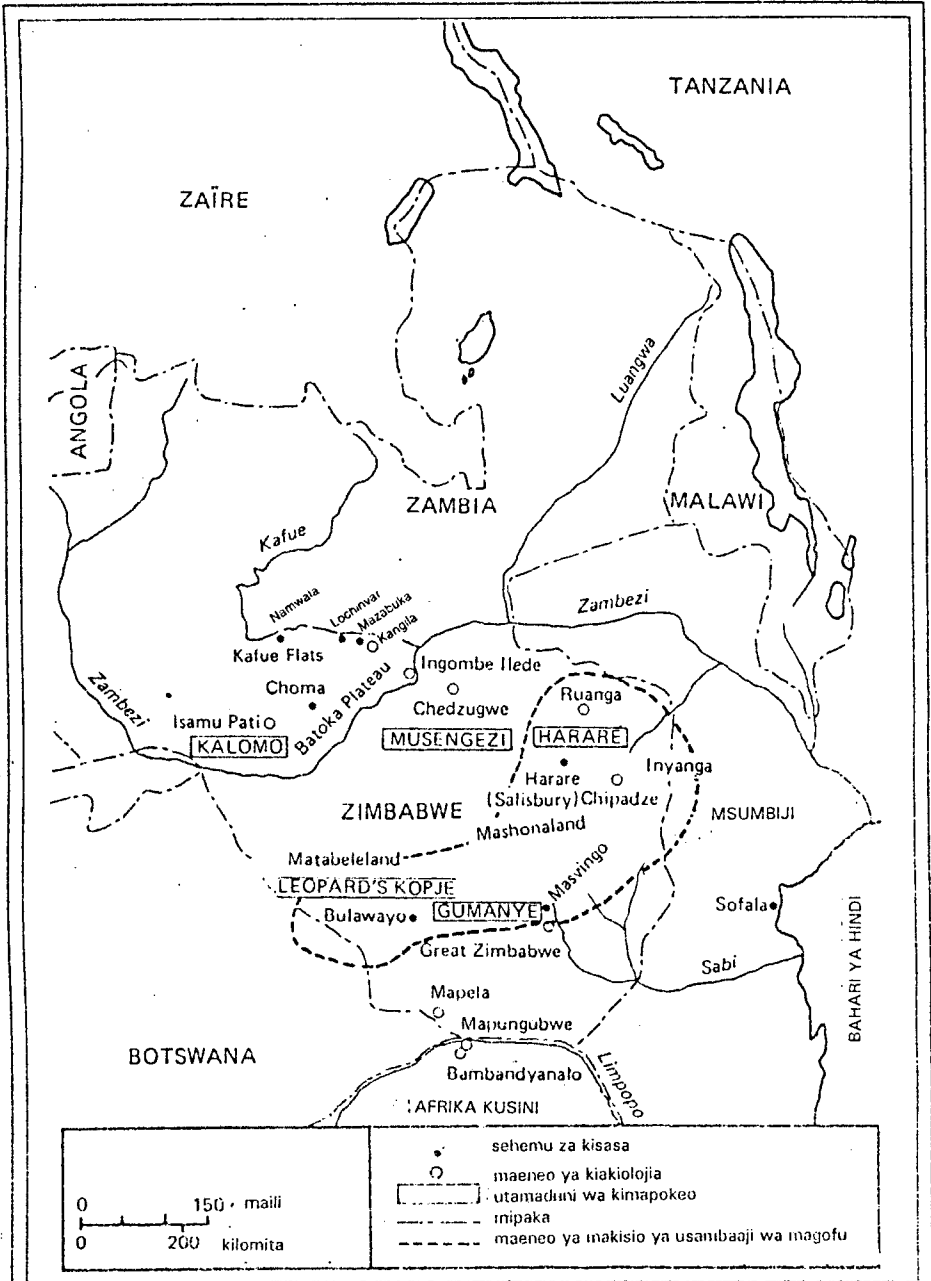 TANZANIA
ZAÏRE
ANGOLA
Luangwa
ZAMBIA
MALAWI
Kafue
Zambezi
Namwala
Lochinvar
Mazabuka
Kangila
Kafue Flats
Ingombe Ilede
Choma
Batoka Plateau
Chedzugwe
Ruanga
Zambezi
Isamu Pati
KALOMO
MUSENGEZI
HARARE
Inyanga
Harare
(Salisbury) Chipadze
ZIMBABWE
MSUMBIJI
Mashonaland
Matabeleland
LEOPARD'S KOPJE
Masvingo
Bulawayo
GUMANYE
Sofala
Great Zimbabwe
Sabi
BAHARI YA HINDI
Mapela
Mapungubwe
BOTSWANA
Bambandyanalo
Limpopo
AFRIKA KUSINI
sehemu za kisasa
maeneo ya kiakiolojia
utamaduni wa kimapokeo
mipaka
maeneo ya makisio ya usambaaji wa magofu
0 150 maili
0 200 kilomita